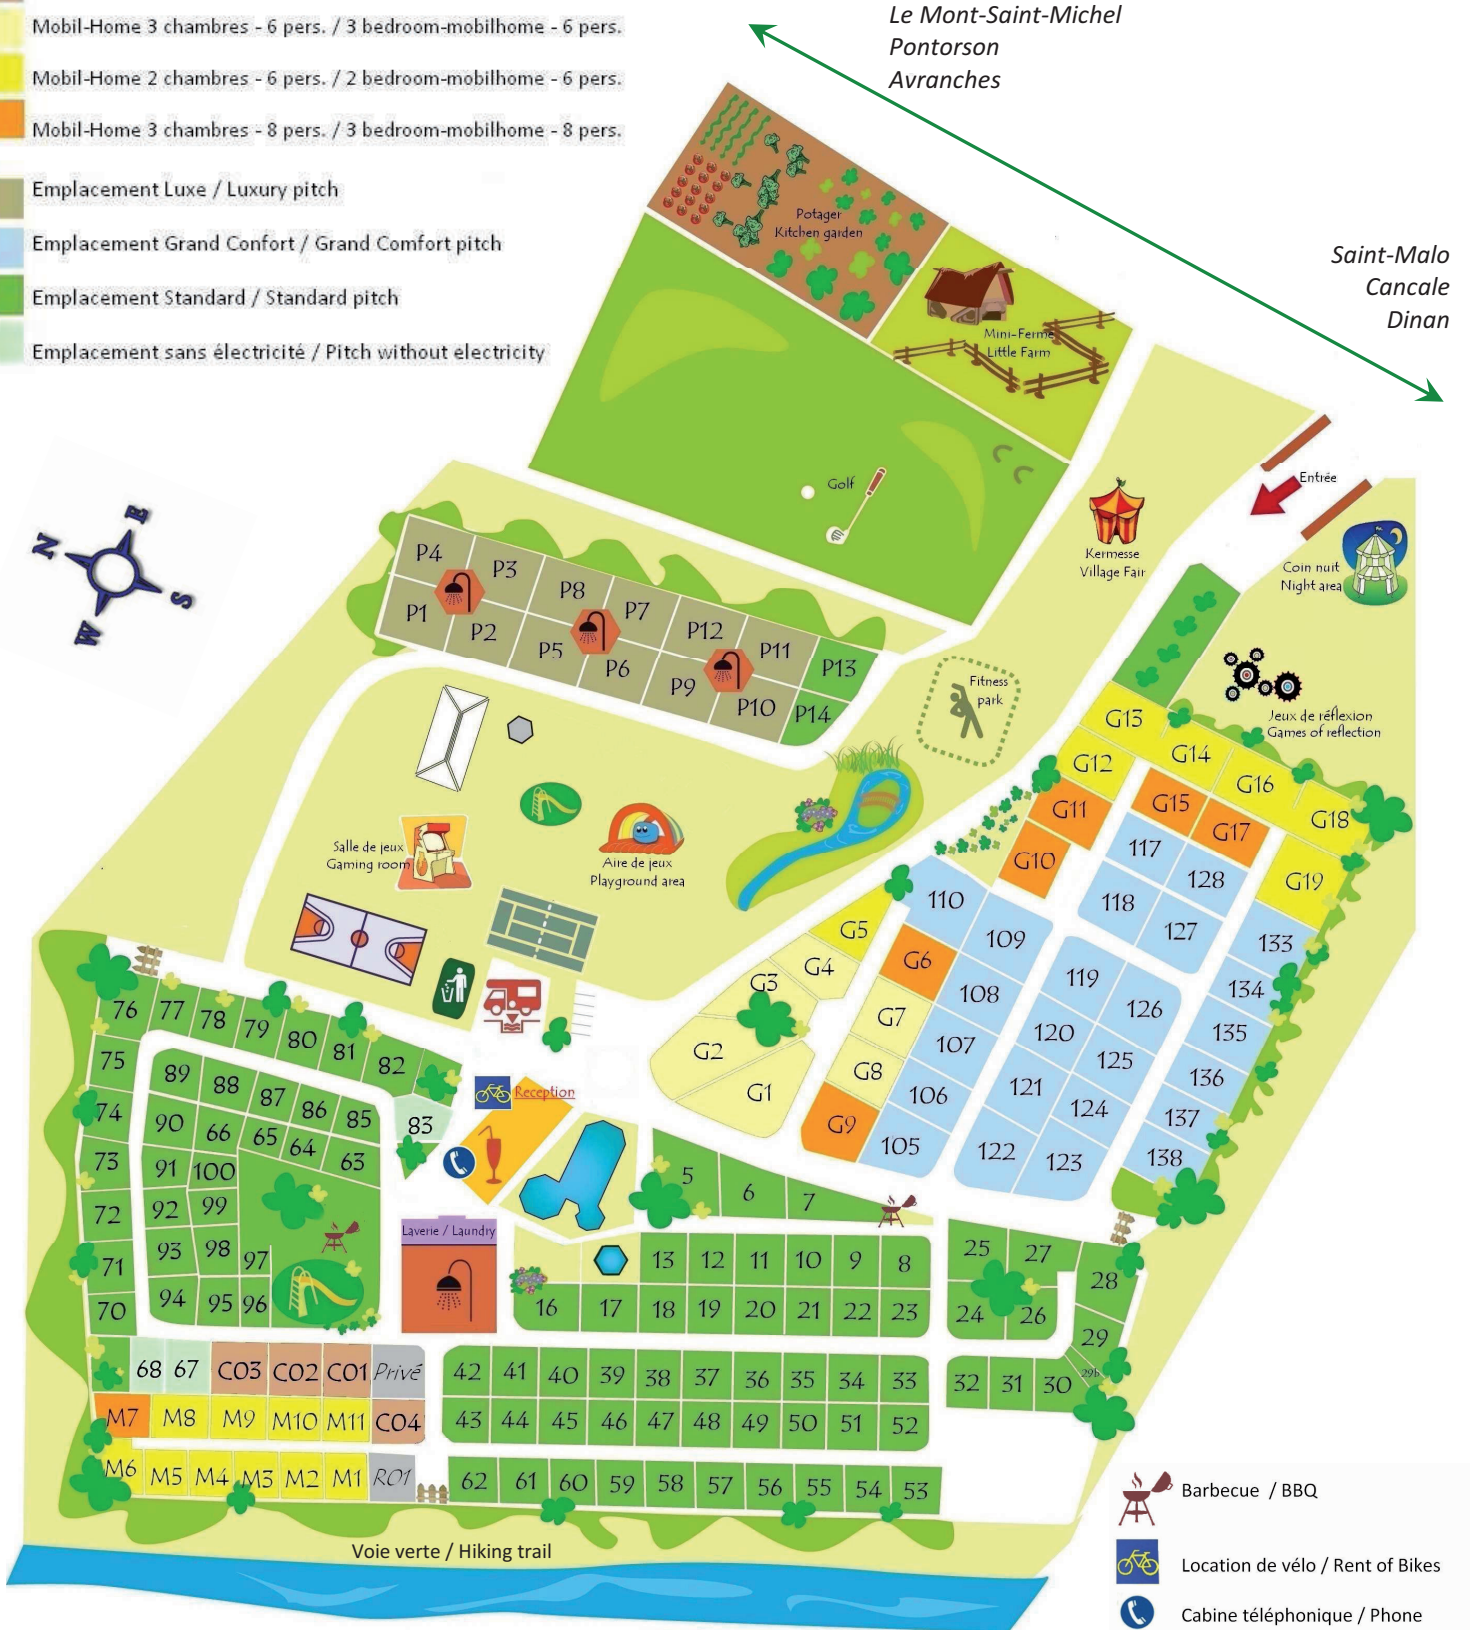 Mobil-Home 3 chambres - 6 pers. / 3 bedroom-mobilhome - 6 pers.
Mobil-Home 2 chambres - 6 pers. / 2 bedroom-mobilhome - 6 pers.
Mobil-Home 3 chambres - 8 pers. / 3 bedroom-mobilhome - 8 pers.
Emplacement Luxe / Luxury pitch
Emplacement Grand Confort / Grand Comfort pitch
Emplacement Standard / Standard pitch
Emplacement sans électricité / Pitch without electricity
Le Mont-Saint-Michel
Pontorson
Avranches
Saint-Malo
Cancale
Dinan
Potager
Kitchen garden
Mini-Ferme
Little Farm
Golf
Entrée
Kermesse
Village Fair
Coin nuit
Night area
N
E
S
W
P4
P3
P8
P7
P12
P11
P13
P1
P2
P5
P6
P9
P10
P14
Fitness
park
Jeux de réflexion
Games of reflection
Salle de jeux
Gaming room
Aire de jeux
Playground area
G13
G14
G16
G18
G12
G11
G15
G17
G10
G19
117
128
118
127
110
109
108
107
106
105
G5
G4
G3
G2
G1
G6
G7
G8
G9
119
126
120
125
121
124
122
123
133
134
135
136
137
138
76
77
78
79
80
81
82
75
74
73
72
71
70
89
88
87
86
85
83
90
66
65
64
63
91
100
92
99
93
98
97
94
95
96
Reception
Laverie / Laundry
5
6
7
13
12
11
10
9
8
16
17
18
19
20
21
22
23
25
27
28
24
26
29
29b
32
31
30
68
67
CO3
CO2
CO1
Privé
M7
M8
M9
M10
M11
CO4
M6
M5
M4
M3
M2
M1
RO1
42
41
40
39
38
37
36
35
34
33
43
44
45
46
47
48
49
50
51
52
62
61
60
59
58
57
56
55
54
53
Voie verte / Hiking trail
Barbecue / BBQ
Location de vélo / Rent of Bikes
Cabine téléphonique / Phone